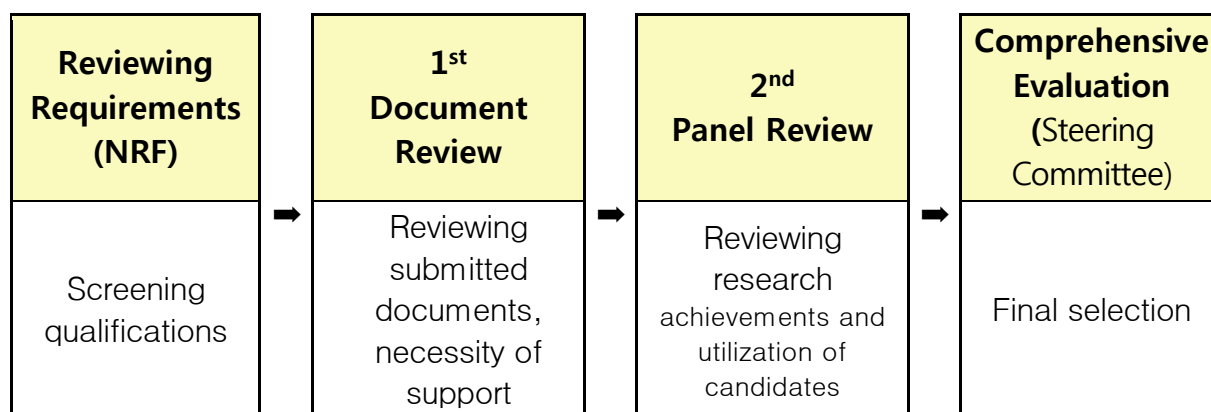 Reviewing
Requirements
(NRF)
Screening
qualifications
➡
1st
Document
Review
Reviewing
submitted
documents,
necessity of
support
➡
2nd
Panel Review
Reviewing
research
achievements and
utilization of
candidates
➡
Comprehensive
Evaluation
(Steering
Committee)
Final selection